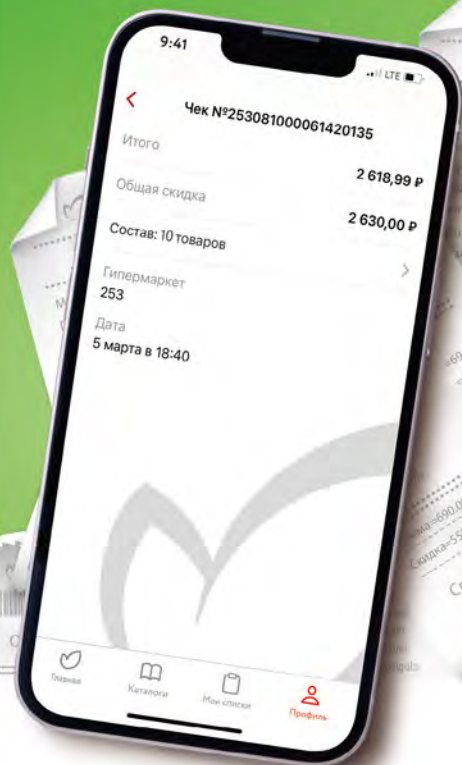 9:41
LTE
Чек №253081000061420135
Итого
2 618,99 ₽
Общая скидка
2 630,00 ₽
Состав: 10 товаров
Гипермаркет
253
Дата
5 марта в 18:40
Главная
Каталоги
Мои списки
Профиль